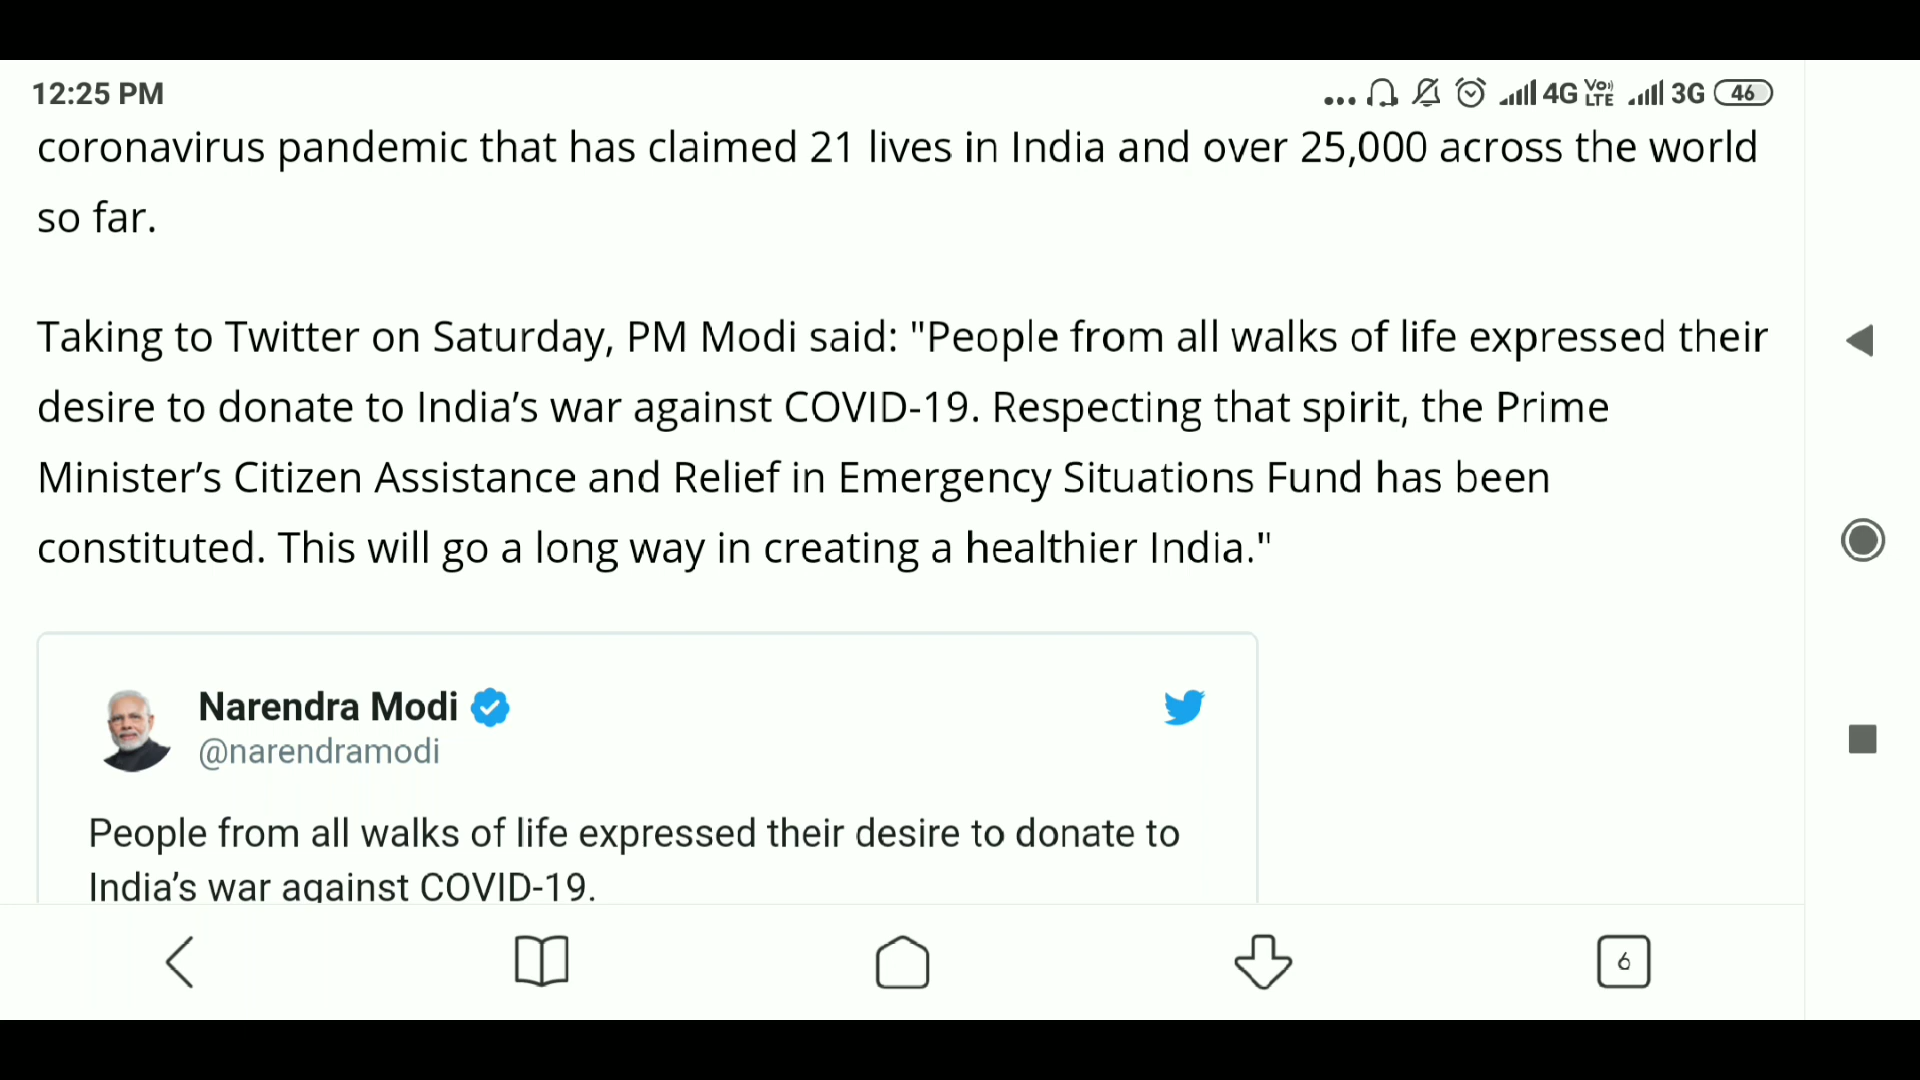 12:25 PM
... 4G Vo) LTE 3G 46
coronavirus pandemic that has claimed 21 lives in India and over 25,000 across the world
so far.
Taking to Twitter on Saturday, PM Modi said: "People from all walks of life expressed their
desire to donate to India’s war against COVID-19. Respecting that spirit, the Prime
Minister’s Citizen Assistance and Relief in Emergency Situations Fund has been
constituted. This will go a long way in creating a healthier India."
Narendra Modi
@narendramodi
People from all walks of life expressed their desire to donate to
India’s war against COVID-19.
6